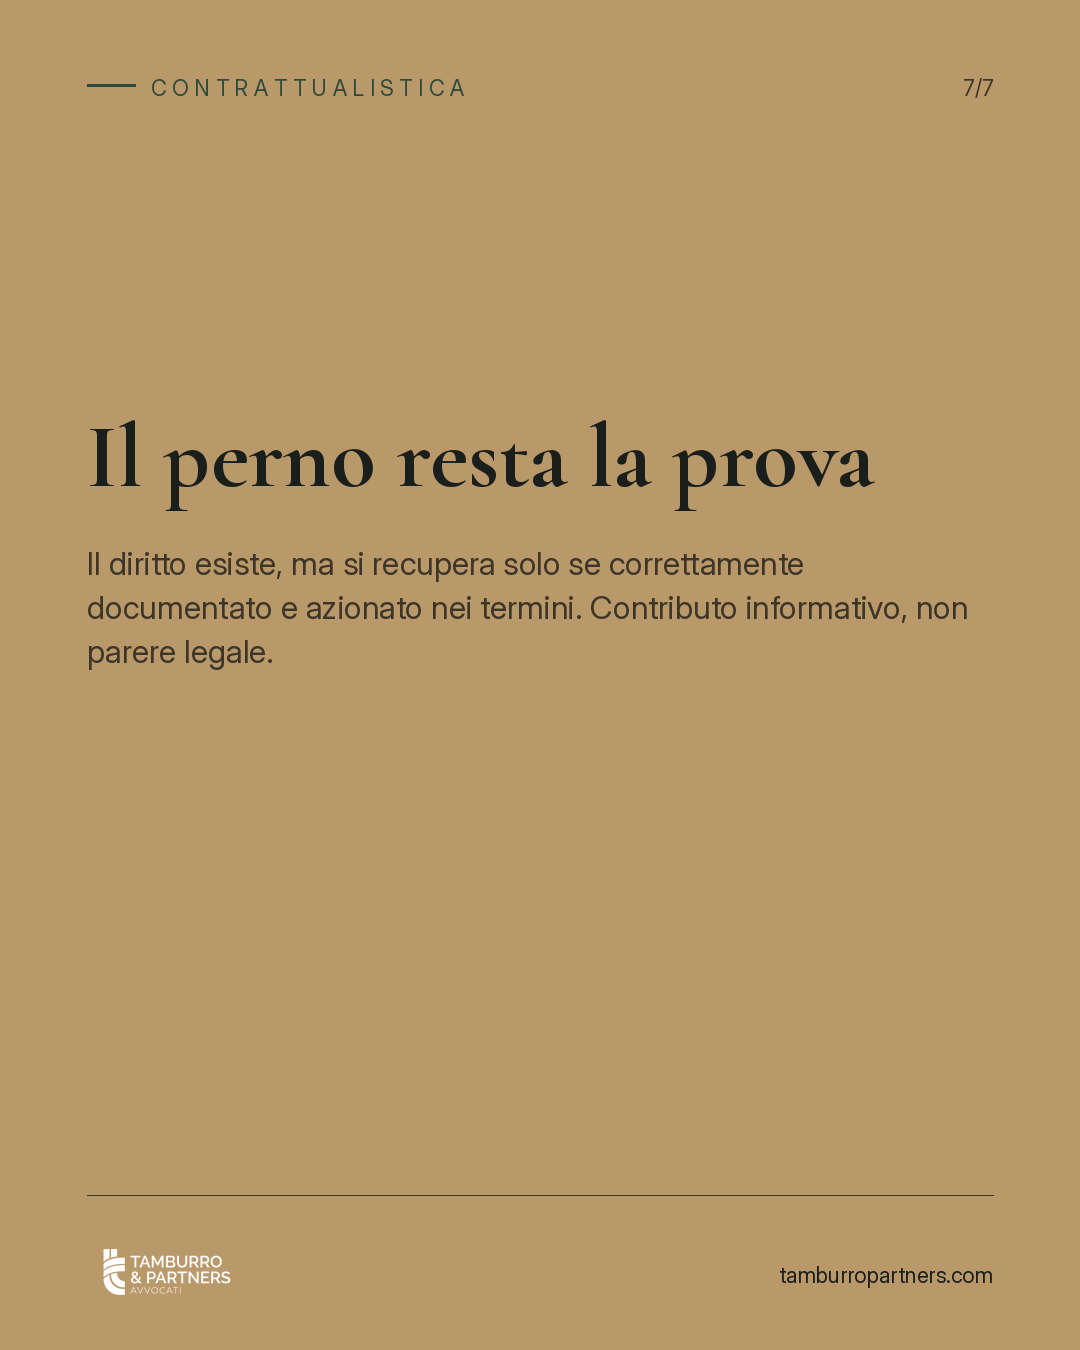 CONTRATTUALISTICA
7/7
Il perno resta la prova
Il diritto esiste, ma si recupera solo se correttamente
documentato e azionato nei termini. Contributo informativo, non
parere legale.
TAMBURRO
& PARTNERS
AVVOCATI
tamburropartners.com